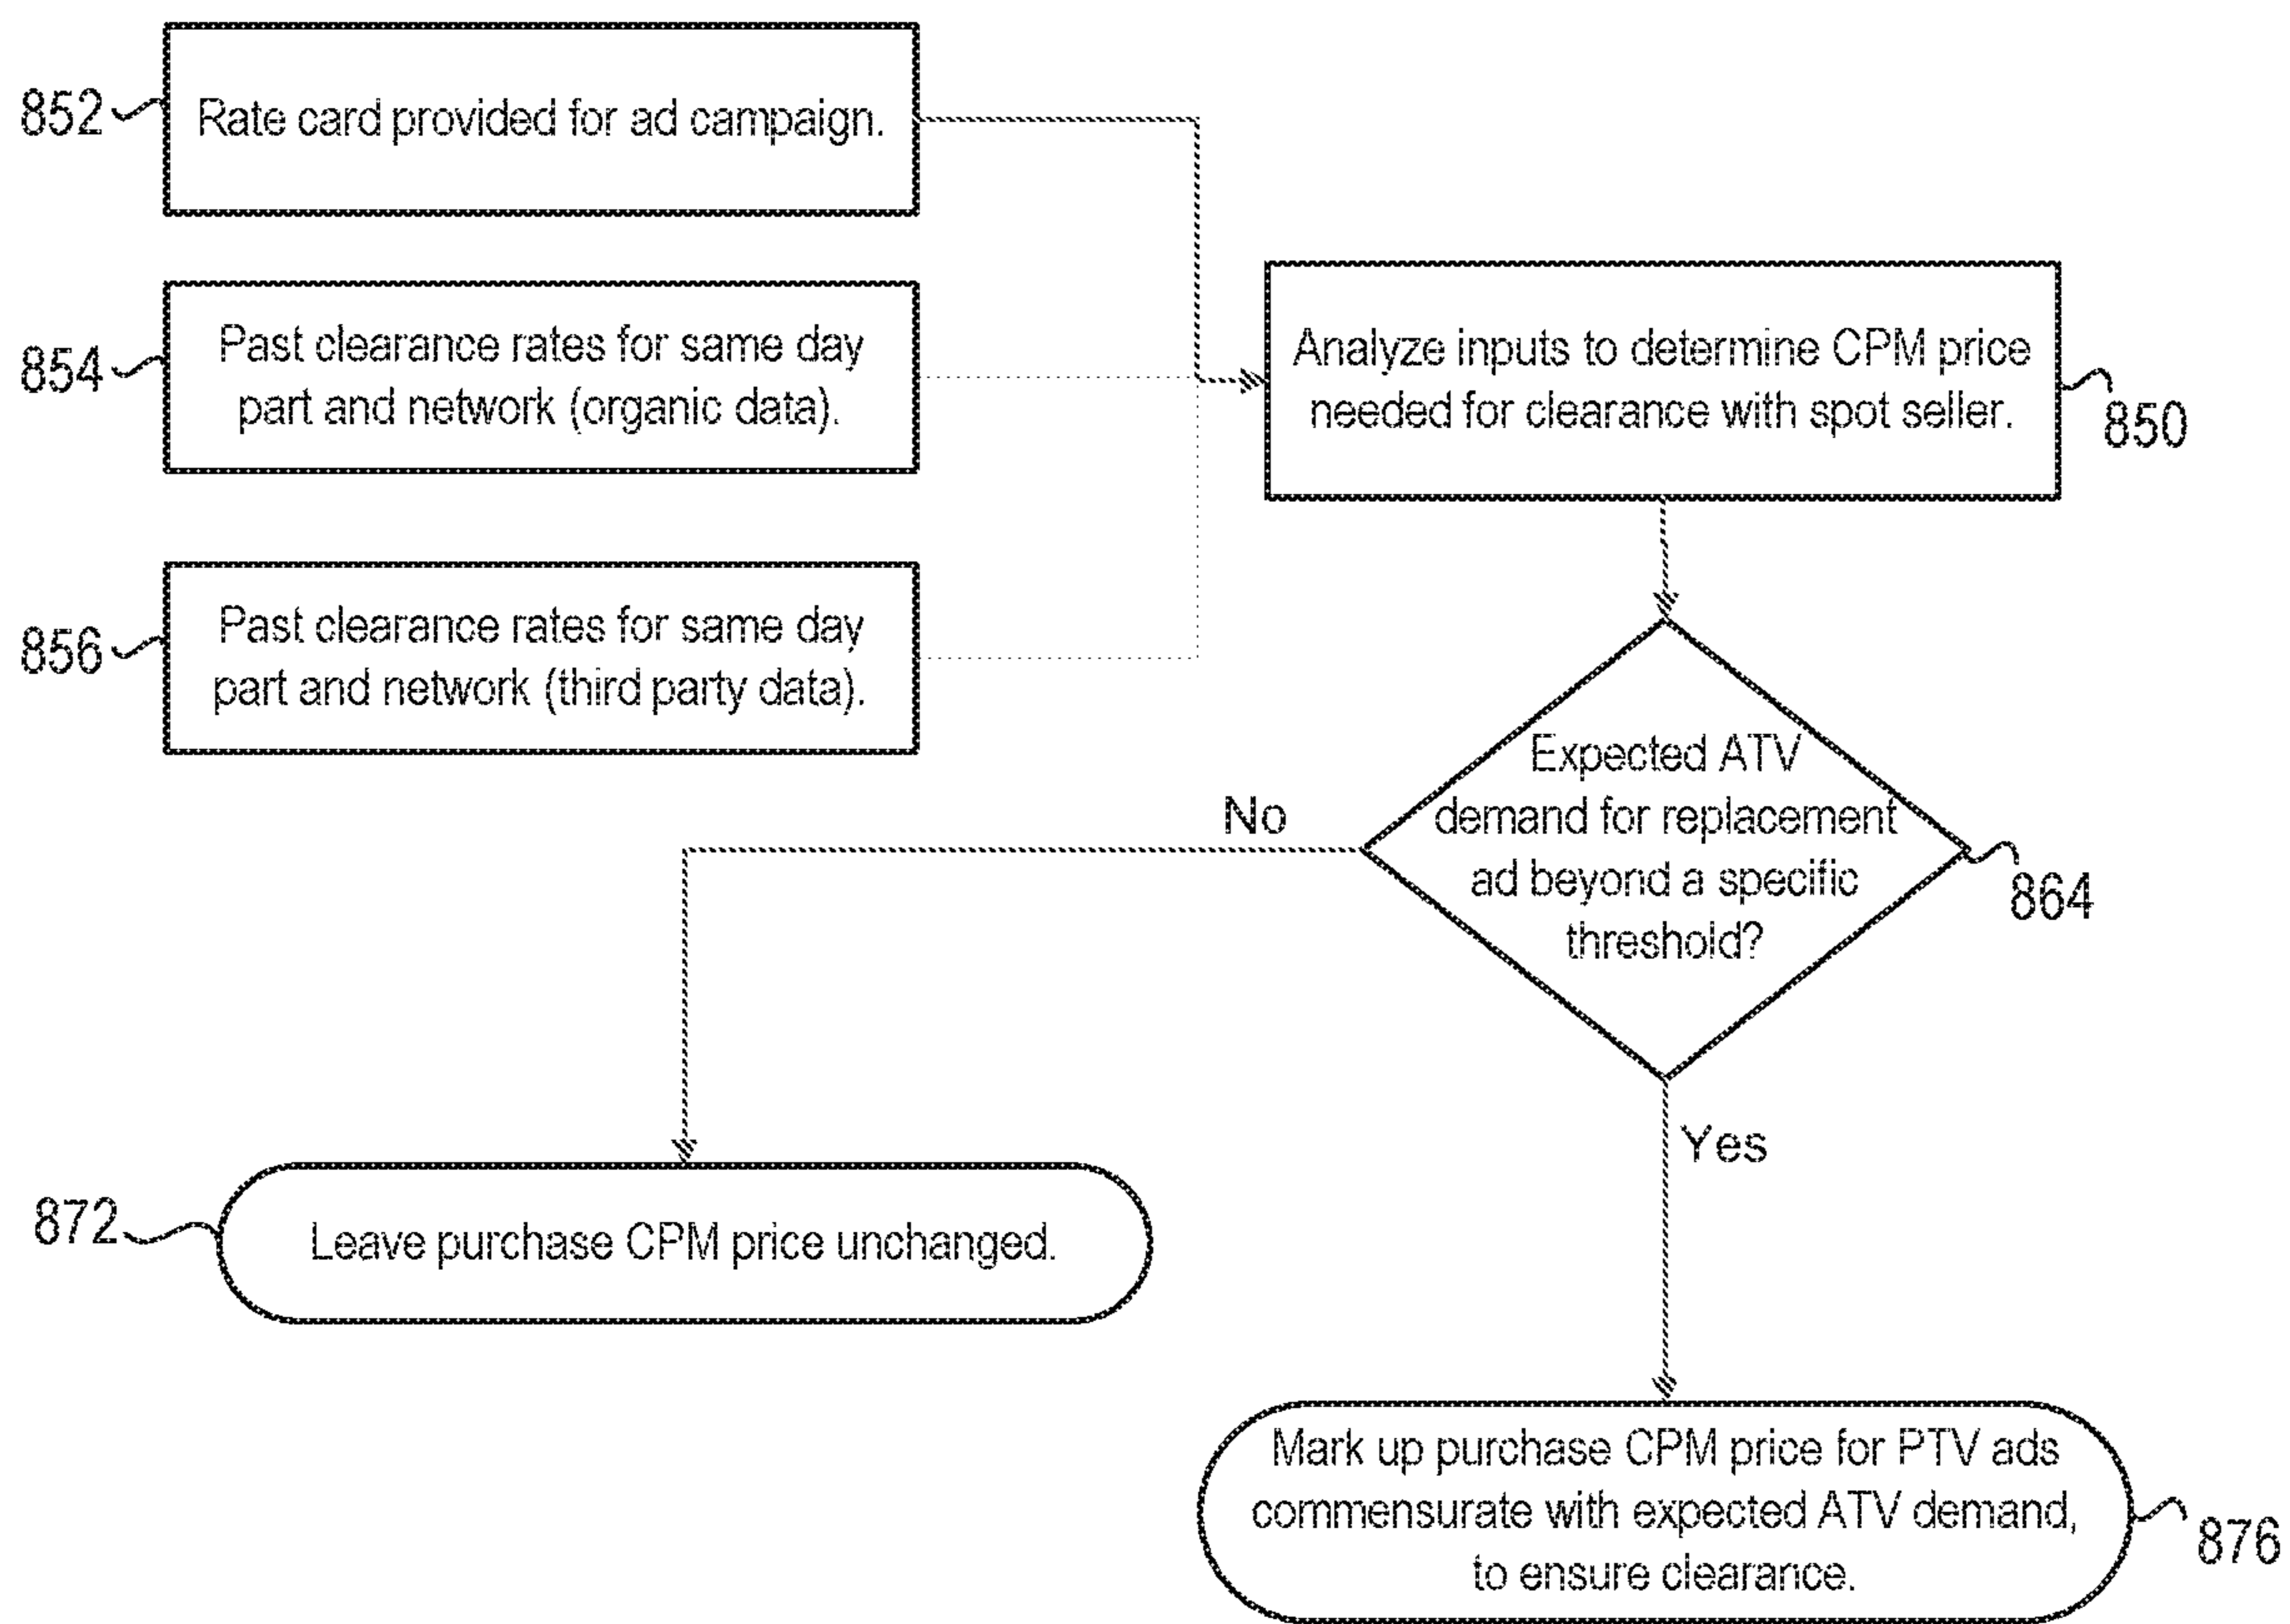 852
Rate card provided for ad campaign.
854
Past clearance rates for same day
part and network (organic data).
856
Past clearance rates for same day
part and network (third party data).
Analyze inputs to determine CPM price
needed for clearance with spot seller.
850
Expected ATV
demand for replacement
ad beyond a specific
threshold?
864
No
Yes
872
Leave purchase CPM price unchanged.
Mark up purchase CPM price for PTV ads
commensurate with expected ATV demand,
to ensure clearance.
876